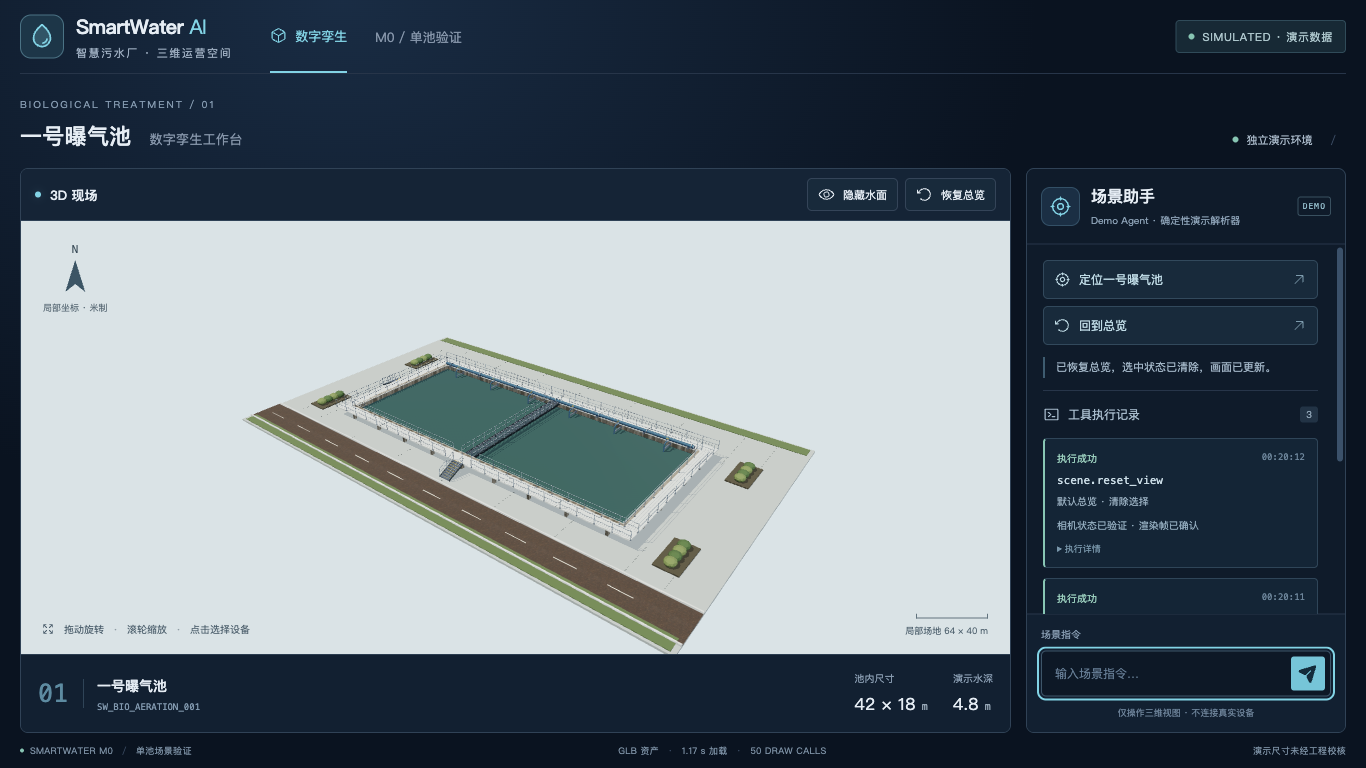 SmartWater AI
智慧污水厂 · 三维运营空间
数字孪生
M0 / 单池验证
SIMULATED · 演示数据
BIOLOGICAL TREATMENT / 01
一号曝气池 数字孪生工作台
独立演示环境 /
3D 现场
隐藏水面
恢复总览
N
局部坐标 · 米制
拖动旋转 · 滚轮缩放 · 点击选择设备
局部场地 64 × 40 m
01
一号曝气池
SW_BIO_AERATION_001
池内尺寸
42 × 18 m
演示水深
4.8 m
场景助手
Demo Agent · 确定性演示解析器
DEMO
定位一号曝气池
回到总览
已恢复总览，选中状态已清除，画面已更新。
工具执行记录 3
执行成功 00:20:12
scene.reset_view
默认总览 · 清除选择
相机状态已验证 · 渲染帧已确认
执行详情
执行成功 00:20:11
场景指令
输入场景指令…
仅操作三维视图 · 不连接真实设备
SMARTWATER M0 / 单池场景验证
GLB 资产 · 1.17 s 加载 · 50 DRAW CALLS
演示尺寸未经工程校核